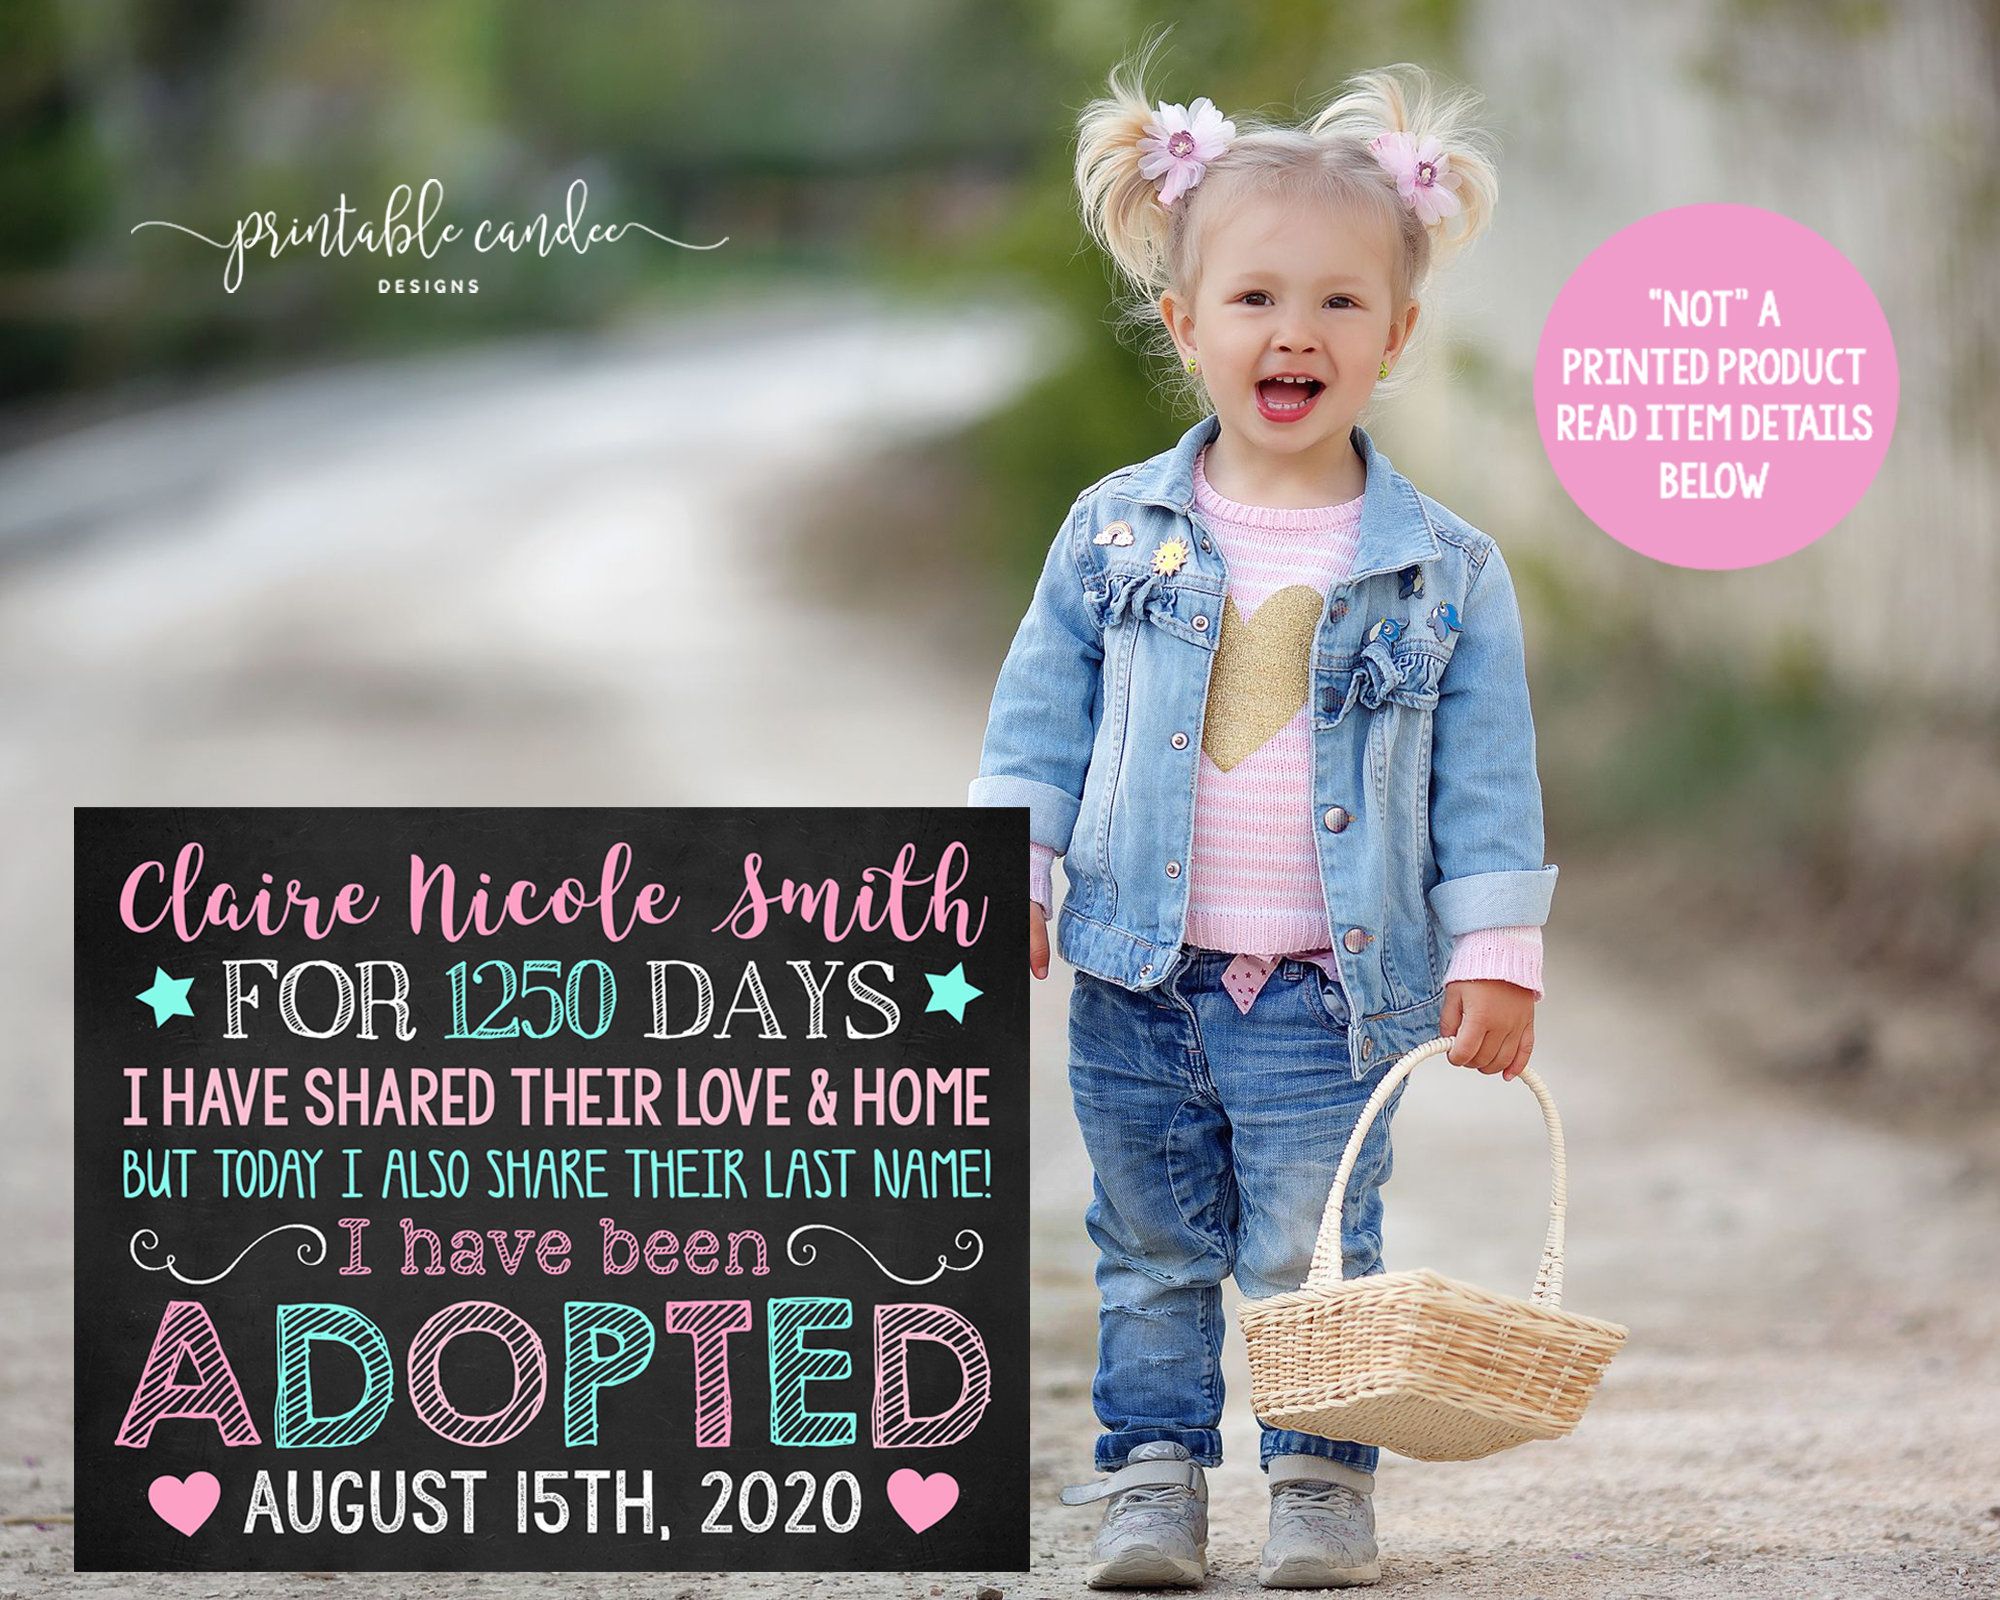 printable candee
DESIGNS
"NOT" A
PRINTED PRODUCT
READ ITEM DETAILS
BELOW
Claire Nicole Smith
FOR 1250 DAYS
I HAVE SHARED THEIR LOVE & HOME
BUT TODAY I ALSO SHARE THEIR LAST NAME!
I have been
ADOPTED
AUGUST 15TH, 2020